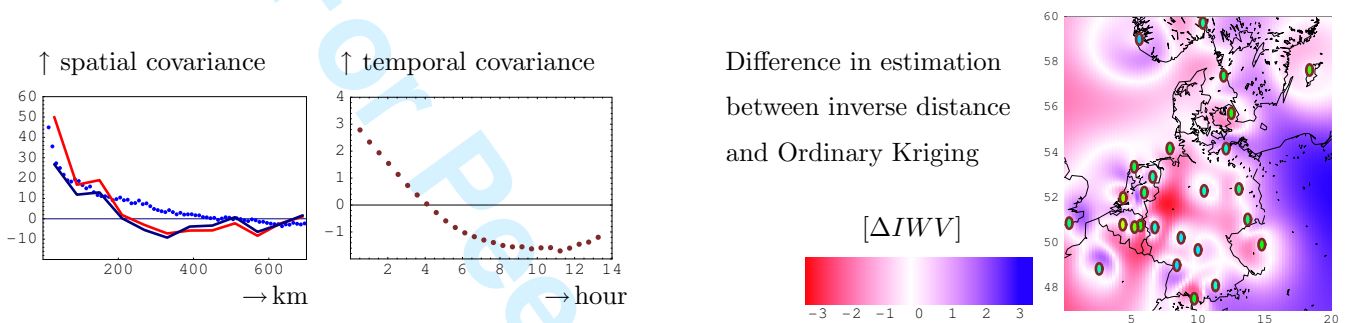 For Pee
↑ spatial covariance
60
50
40
30
20
10
0
−10
200 400 600
→ km
↑ temporal covariance
4
3
2
1
0
−1
2 4 6 8 10 12 14
→ hour
Difference in estimation
between inverse distance
and Ordinary Kriging
[ΔIWV]
−3 −2 −1 0 1 2 3
60
58
56
54
52
50
48
5 10 15 20